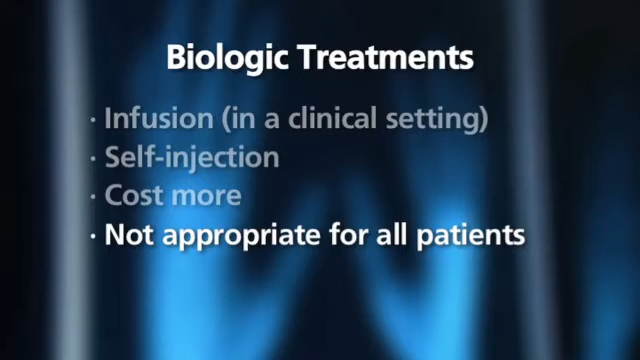 Biologic Treatments
· Infusion (in a clinical setting)
· Self-injection
· Cost more
· Not appropriate for all patients